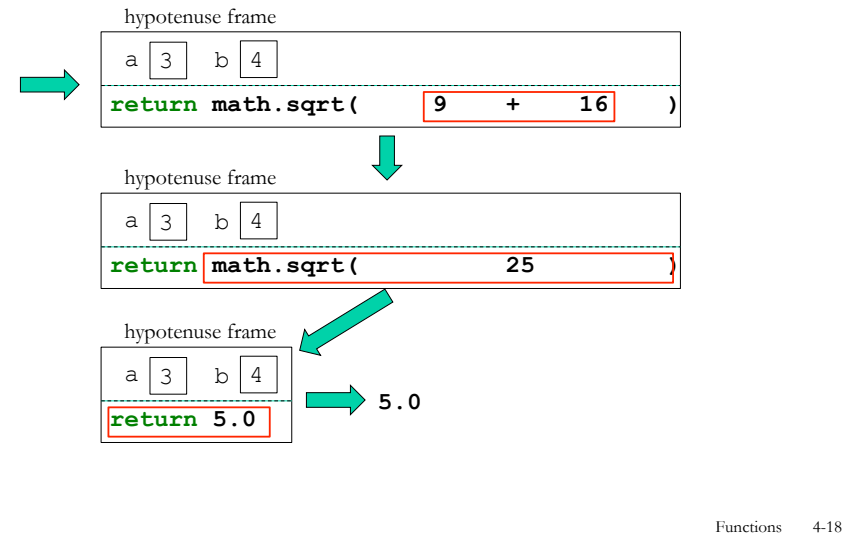 hypotenuse frame
a 3 b 4
return math.sqrt( 9 + 16 )
hypotenuse frame
a 3 b 4
return math.sqrt( 25 )
hypotenuse frame
a 3 b 4
return 5.0
5.0
Functions 4-18